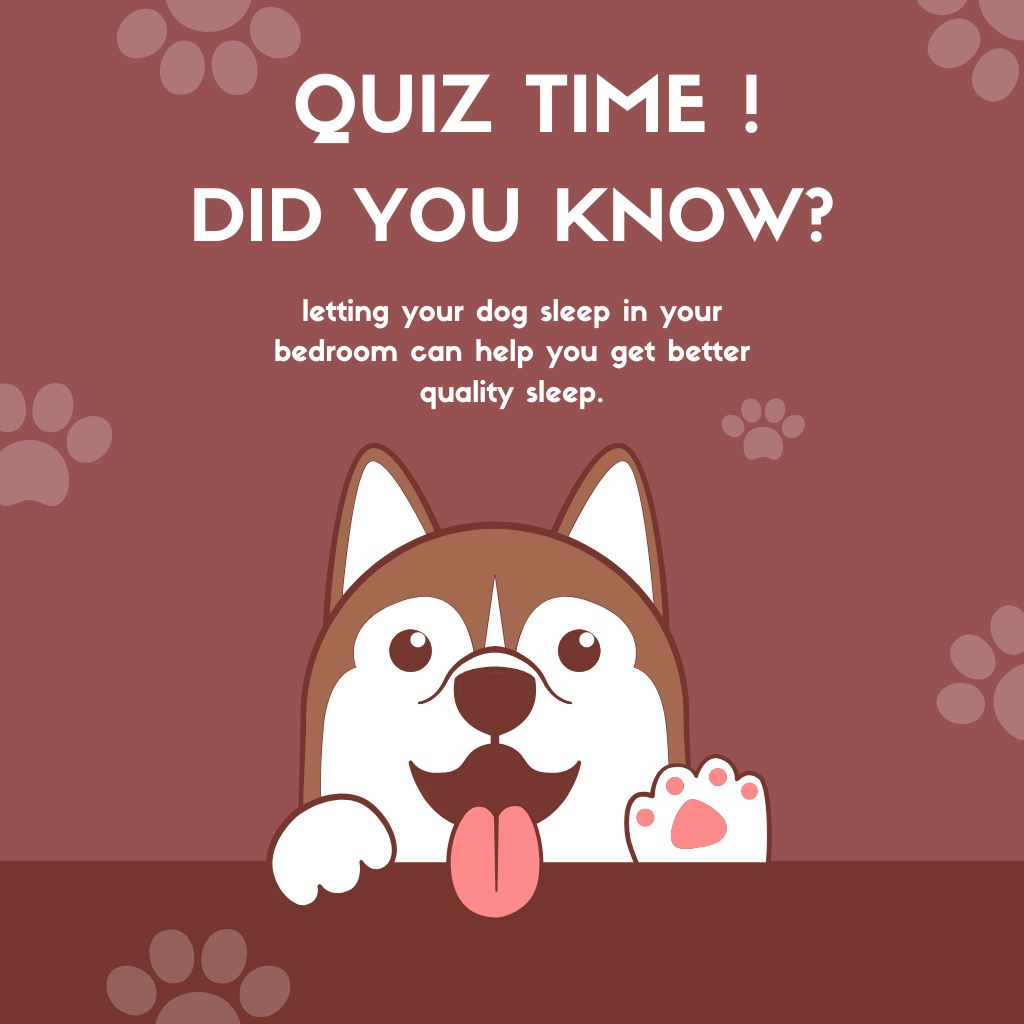 QUIZ TIME !
DID YOU KNOW?
letting your dog sleep in your
bedroom can help you get better
quality sleep.